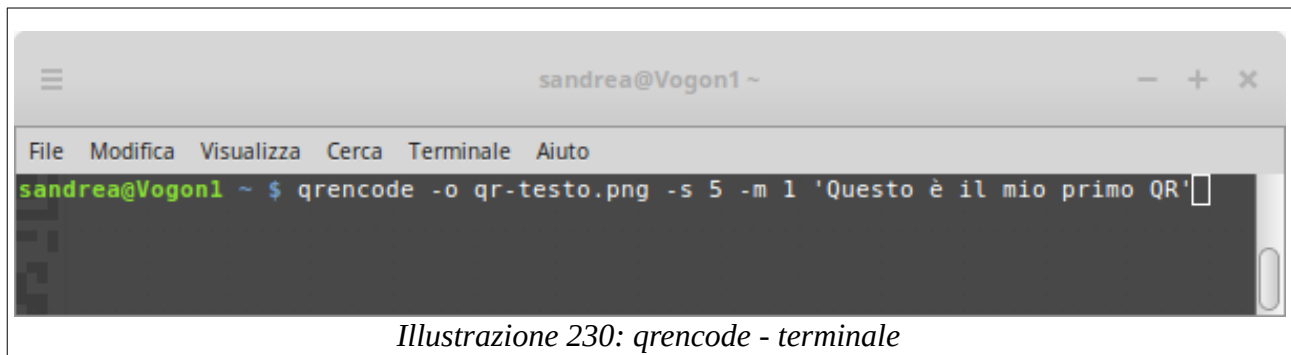 sandrea@Vogon1 ~
File Modifica Visualizza Cerca Terminale Aiuto
sandrea@Vogon1 ~ $ qrencode -o qr-testo.png -s 5 -m 1 'Questo è il mio primo QR'
Illustrazione 230: qrencode - terminale